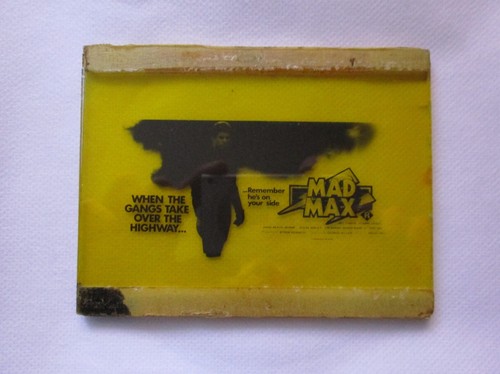 WHEN THE
GANGS TAKE
OVER THE
HIGHWAY...
...Remember
he's on
your side
MAD
MAX